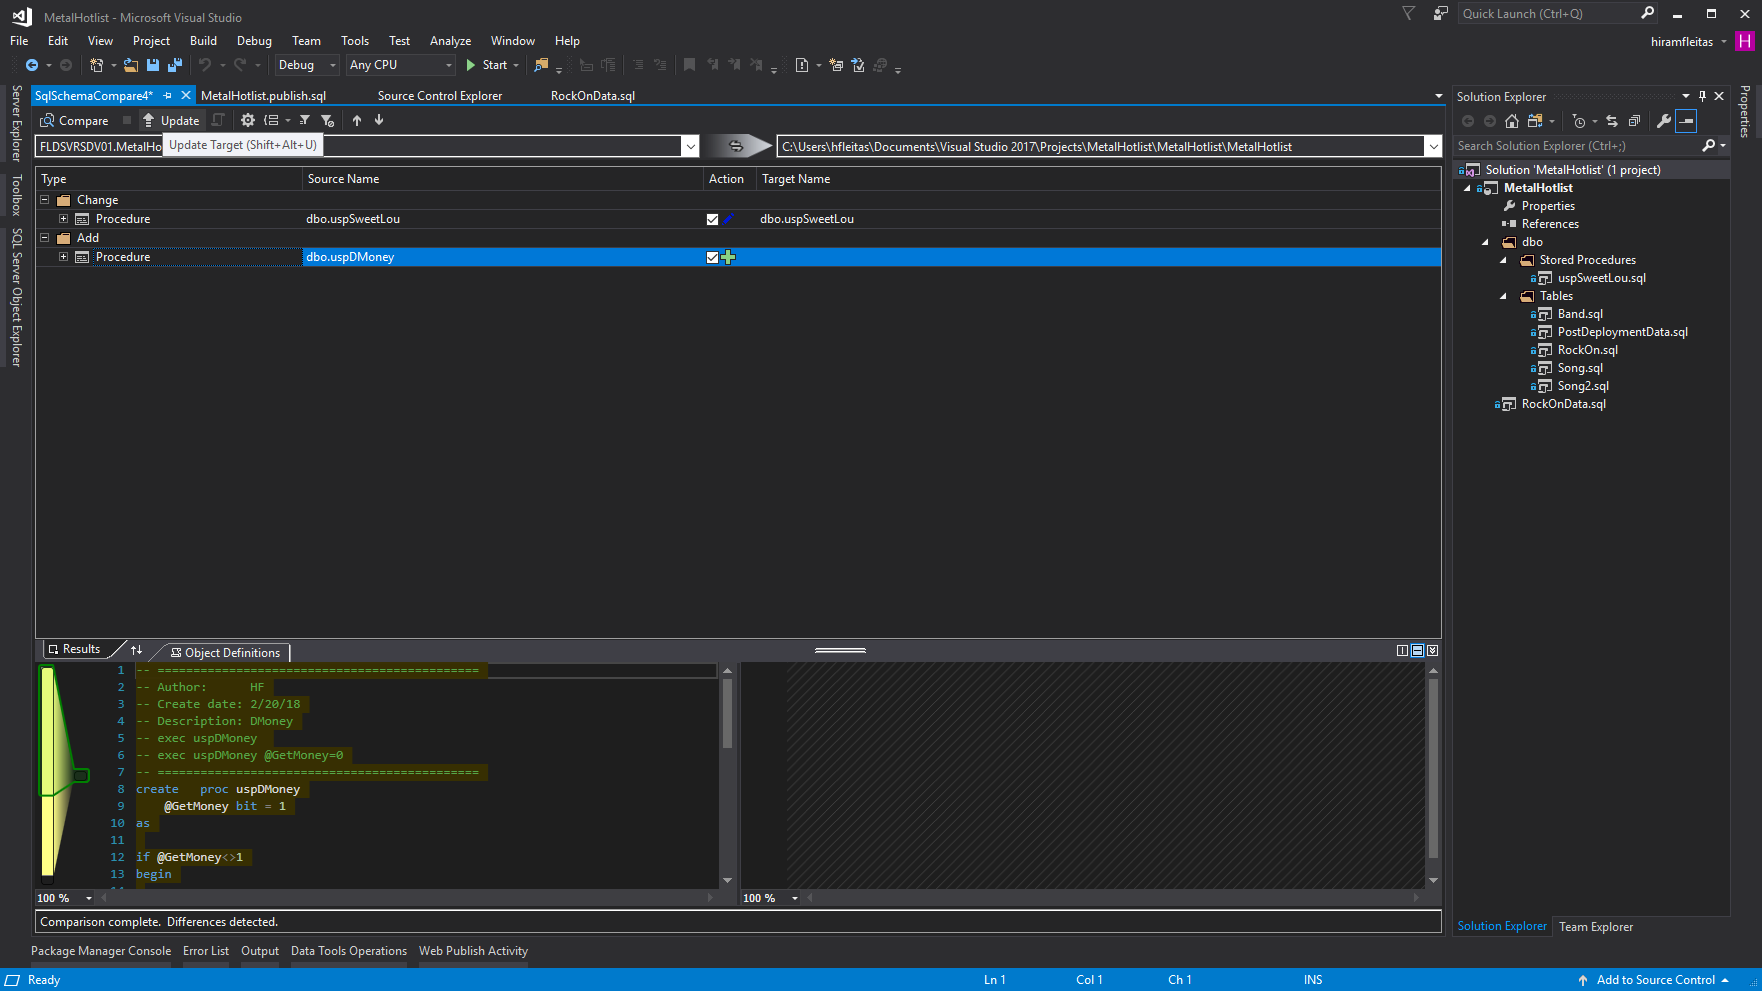 MetalHotlist - Microsoft Visual Studio
Quick Launch (Ctrl+Q)
File Edit View Project Build Debug Team Tools Test Analyze Window Help
hiramfleitas H
Debug Any CPU Start
Server Explorer
Toolbox
SQL Server Object Explorer
SqlSchemaCompare4* MetalHotlist.publish.sql Source Control Explorer RockOnData.sql
Compare Update
Update Target (Shift+Alt+U)
FLDSVRSDV01.MetalHo
C:\Users\hfleitas\Documents\Visual Studio 2017\Projects\MetalHotlist\MetalHotlist\MetalHotlist
Type Source Name Action Target Name
Change
Procedure dbo.uspSweetLou dbo.uspSweetLou
Add
Procedure dbo.uspDMoney
Results Object Definitions
1 -- =============================================
2 -- Author: HF
3 -- Create date: 2/20/18
4 -- Description: DMoney
5 -- exec uspDMoney
6 -- exec uspDMoney @GetMoney=0
7 -- =============================================
8 create proc uspDMoney
9 @GetMoney bit = 1
10 as
11
12 if @GetMoney<>1
13 begin
100 % 100 %
Comparison complete. Differences detected.
Solution Explorer
Search Solution Explorer (Ctrl+;)
Solution 'MetalHotlist' (1 project)
MetalHotlist
Properties
References
dbo
Stored Procedures
uspSweetLou.sql
Tables
Band.sql
PostDeploymentData.sql
RockOn.sql
Song.sql
Song2.sql
RockOnData.sql
Solution Explorer Team Explorer
Properties
Package Manager Console Error List Output Data Tools Operations Web Publish Activity
Ready Ln 1 Col 1 Ch 1 INS Add to Source Control